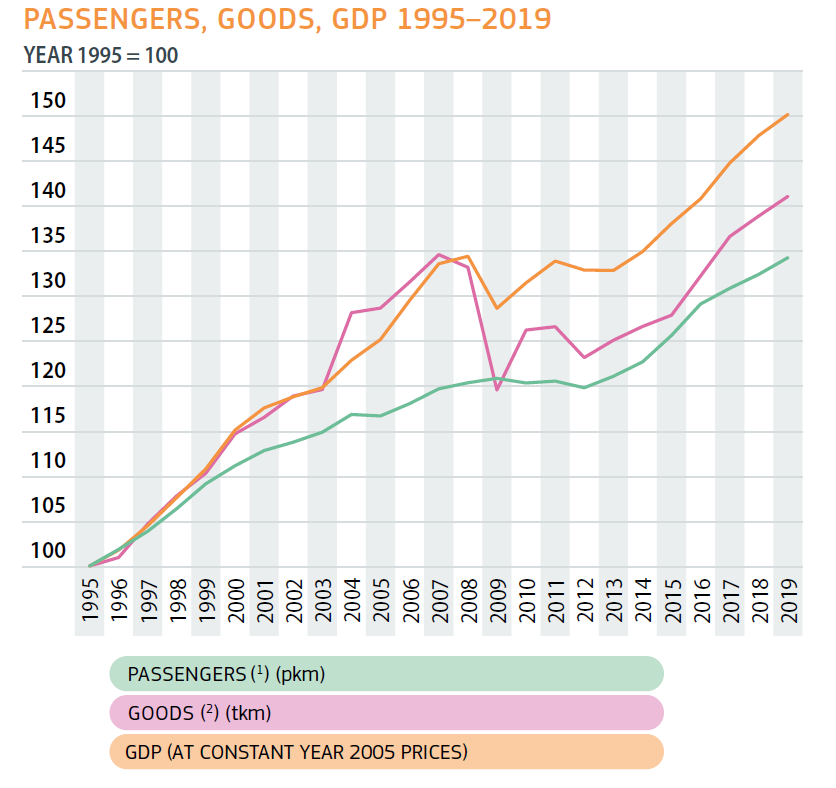 PASSENGERS, GOODS, GDP 1995–2019
YEAR 1995 = 100
150
145
140
135
130
125
120
115
110
105
100
1995 1996 1997 1998 1999 2000 2001 2002 2003 2004 2005 2006 2007 2008 2009 2010 2011 2012 2013 2014 2015 2016 2017 2018 2019
PASSENGERS (¹) (pkm)
GOODS (²) (tkm)
GDP (AT CONSTANT YEAR 2005 PRICES)